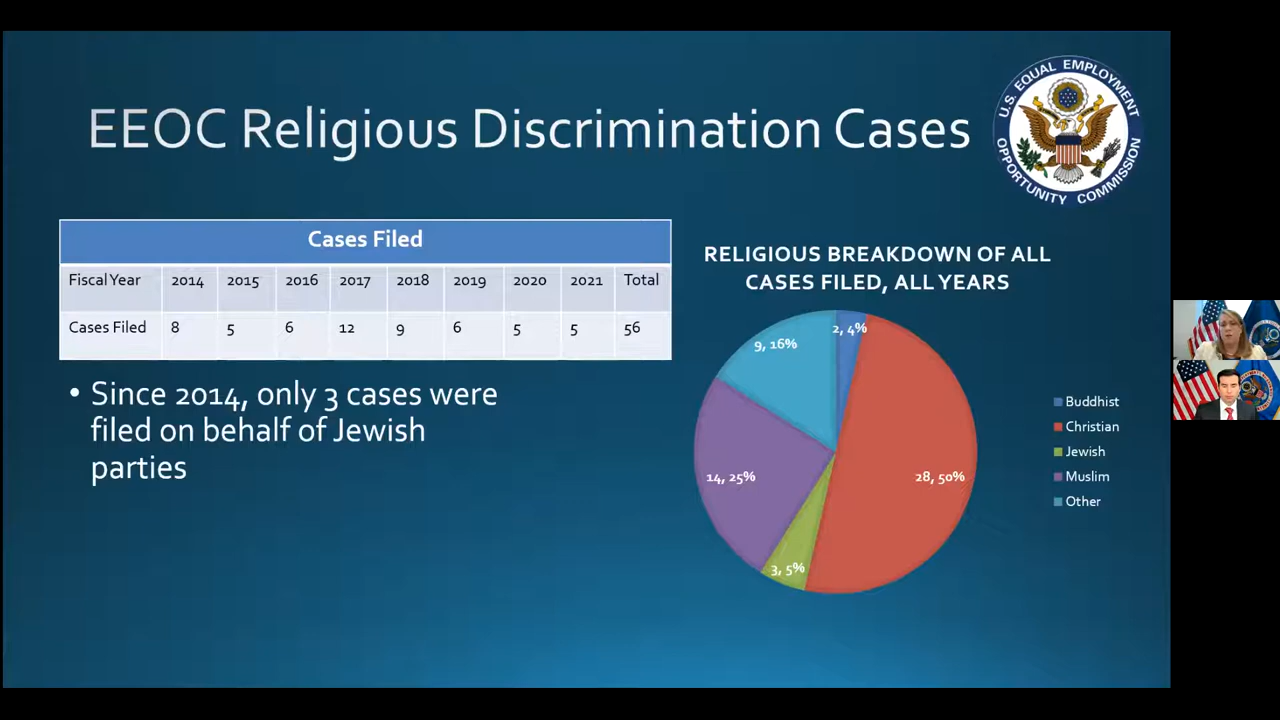 EEOC Religious Discrimination Cases
U.S. EQUAL EMPLOYMENT
OPPORTUNITY COMMISSION
Cases Filed
Fiscal Year 2014 2015 2016 2017 2018 2019 2020 2021 Total
Cases Filed 8 5 6 12 9 6 5 5 56
• Since 2014, only 3 cases were
filed on behalf of Jewish
parties
RELIGIOUS BREAKDOWN OF ALL
CASES FILED, ALL YEARS
2, 4%
9, 16%
14, 25%
28, 50%
3, 5%
Buddhist
Christian
Jewish
Muslim
Other